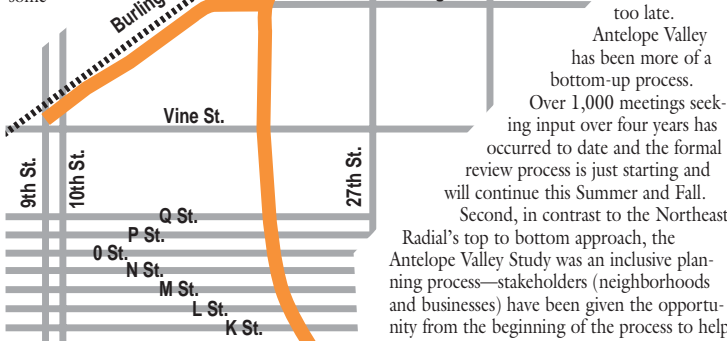 Burling
Vine St.
9th St.
10th St.
27th St.
Q St.
P St.
0 St.
N St.
M St.
L St.
K St.
too late.
Antelope Valley
has been more of a
bottom-up process.
Over 1,000 meetings seek-
ing input over four years has
occurred to date and the formal
review process is just starting and
will continue this Summer and Fall.
Second, in contrast to the Northeast
Radial's top to bottom approach, the
Antelope Valley Study was an inclusive plan-
ning process—stakeholders (neighborhoods
and businesses) have been given the opportu-
nity from the beginning of the process to help